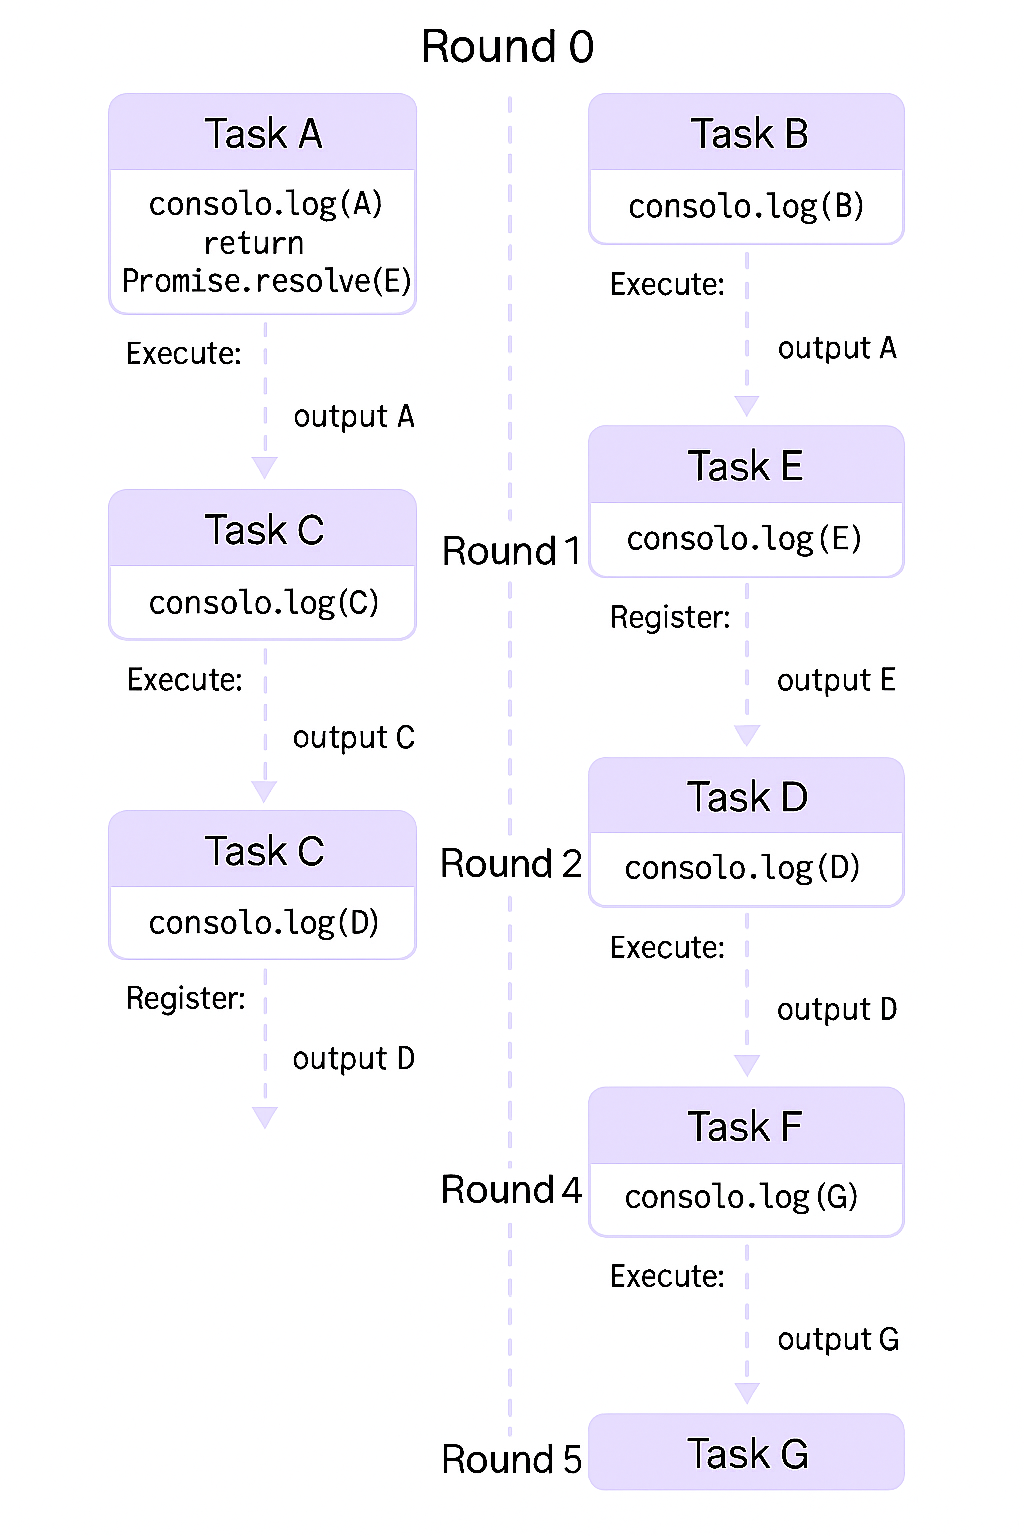 Round 0
Task A
consolo.log(A)
return
Promise.resolve(E)
Execute:
output A
Task C
consolo.log(C)
Execute:
output C
Task C
consolo.log(D)
Register:
output D
Task B
consolo.log(B)
Execute:
output A
Round 1
Task E
consolo.log(E)
Register:
output E
Round 2
Task D
consolo.log(D)
Execute:
output D
Round 4
Task F
consolo.log(G)
Execute:
output G
Round 5
Task G